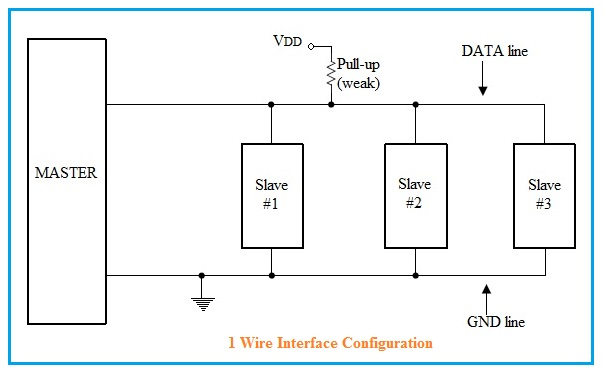 VDD
Pull-up
(weak)
DATA line
MASTER
Slave
#1
Slave
#2
Slave
#3
GND line
1 Wire Interface Configuration